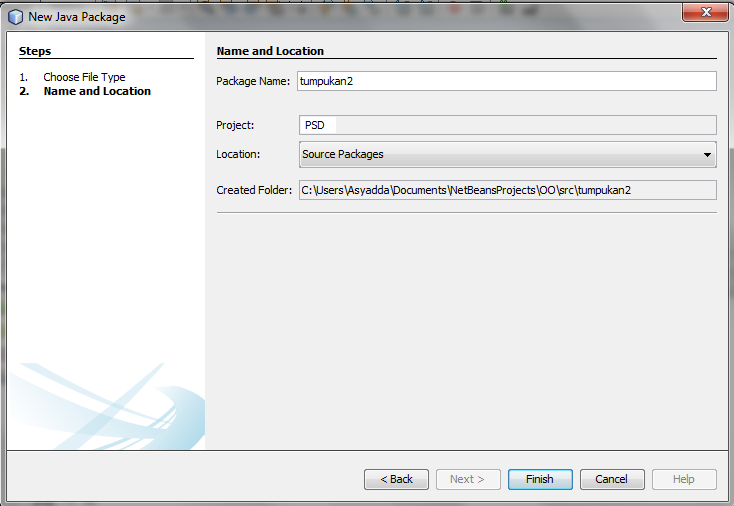 New Java Package
Steps
1. Choose File Type
2. Name and Location
Name and Location
Package Name: tumpukan2
Project: PSD
Location: Source Packages
Created Folder: C:\Users\Asyadda\Documents\NetBeansProjects\OO\src\tumpukan2
< Back Next > Finish Cancel Help